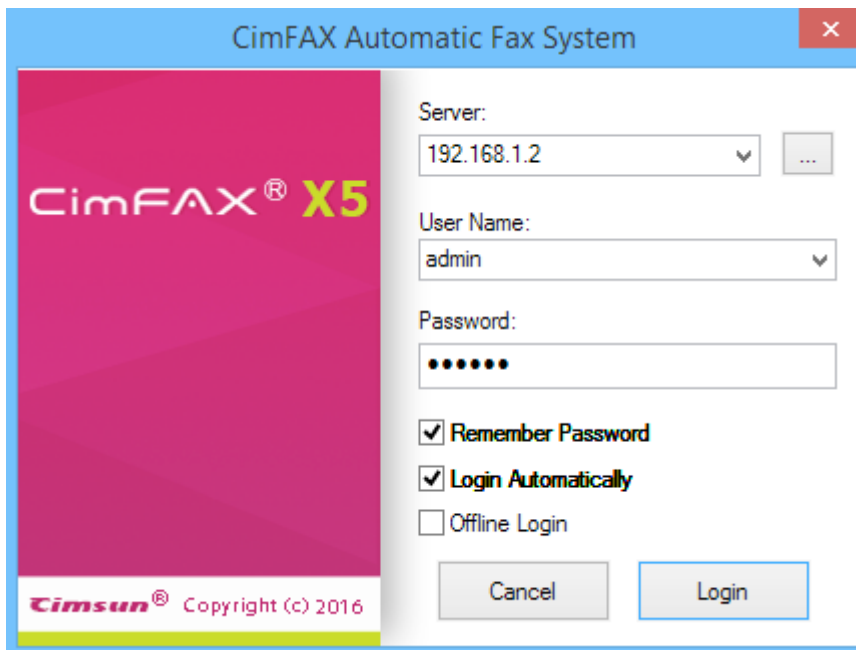 CimFAX Automatic Fax System
CimFAX® X5
Server:
192.168.1.2
...
User Name:
admin
Password:
••••••
Remember Password
Login Automatically
Offline Login
Cancel
Login
Cimsun® Copyright (c) 2016